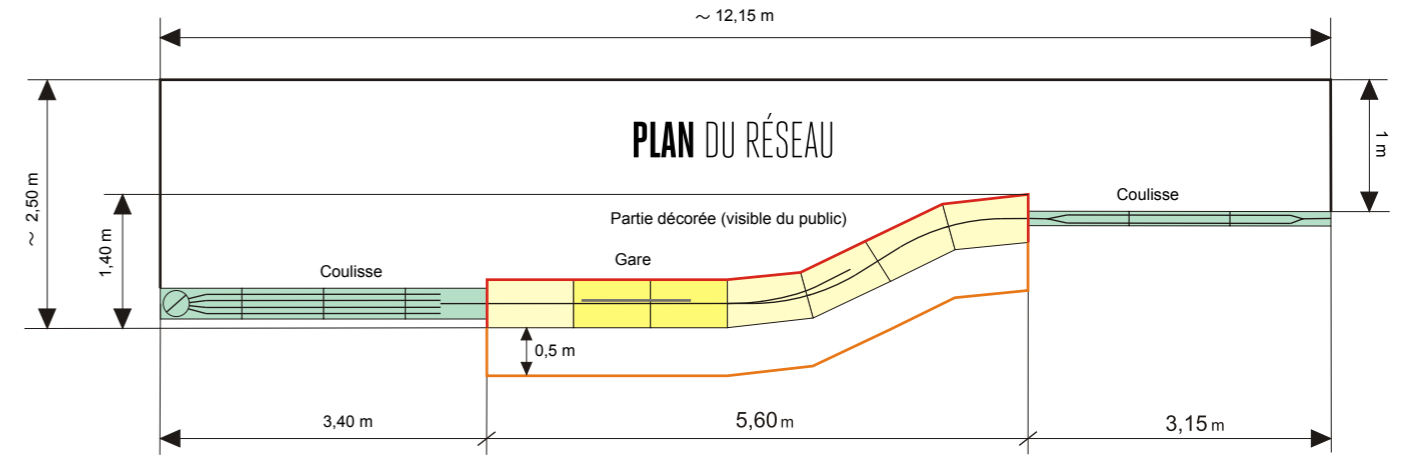 ~ 12,15 m
PLAN DU RÉSEAU
1 m
~ 2,50 m
1,40 m
Coulisse
Partie décorée (visible du public)
Gare
Coulisse
0,5 m
3,40 m
5,60 m
3,15 m